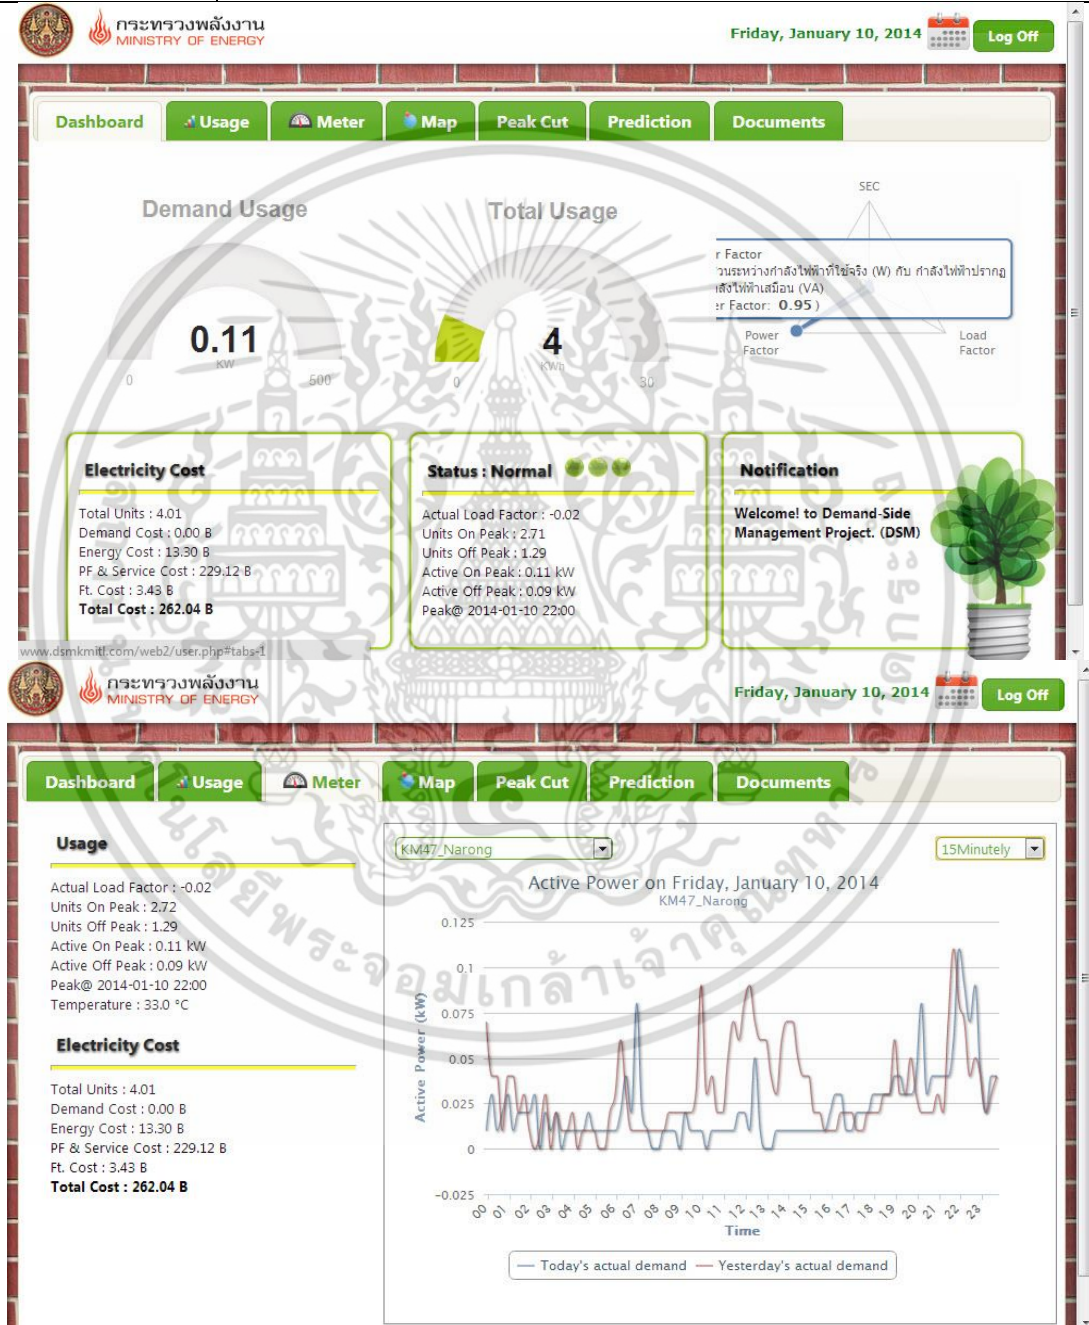 กระทรวงพลังงาน
MINISTRY OF ENERGY
Friday, January 10, 2014
Log Off
Dashboard
Usage
Meter
Map
Peak Cut
Prediction
Documents
Demand Usage
0.11
KW
0
500
Total Usage
4
KWh
0
30
SEC
r Factor
วนระหว่างกำลังไฟฟ้าที่ใช้จริง (W) กับ กำลังไฟฟ้าปรากฏ
ลังไฟฟ้าเสมือน (VA)
er Factor: 0.95 )
Power
Factor
Load
Factor
Electricity Cost
Total Units : 4.01
Demand Cost : 0.00 B
Energy Cost : 13.30 B
PF & Service Cost : 229.12 B
Ft. Cost : 3.43 B
Total Cost : 262.04 B
Status : Normal
Actual Load Factor : -0.02
Units On Peak : 2.71
Units Off Peak : 1.29
Active On Peak : 0.11 kW
Active Off Peak : 0.09 kW
Peak@ 2014-01-10 22:00
Notification
Welcome! to Demand-Side
Management Project. (DSM)
www.dsmkmitl.com/web2/user.php#tabs-1
กระทรวงพลังงาน
MINISTRY OF ENERGY
Friday, January 10, 2014
Log Off
Dashboard
Usage
Meter
Map
Peak Cut
Prediction
Documents
Usage
Actual Load Factor : -0.02
Units On Peak : 2.72
Units Off Peak : 1.29
Active On Peak : 0.11 kW
Active Off Peak : 0.09 kW
Peak@ 2014-01-10 22:00
Temperature : 33.0 °C
Electricity Cost
Total Units : 4.01
Demand Cost : 0.00 B
Energy Cost : 13.30 B
PF & Service Cost : 229.12 B
Ft. Cost : 3.43 B
Total Cost : 262.04 B
KM47_Narong
15Minutely
Active Power on Friday, January 10, 2014
KM47_Narong
Active Power (kW)
0.125
0.1
0.075
0.05
0.025
0
-0.025
00 01 02 03 04 05 06 07 08 09 10 11 12 13 14 15 16 17 18 19 20 21 22 23
Time
Today's actual demand
Yesterday's actual demand